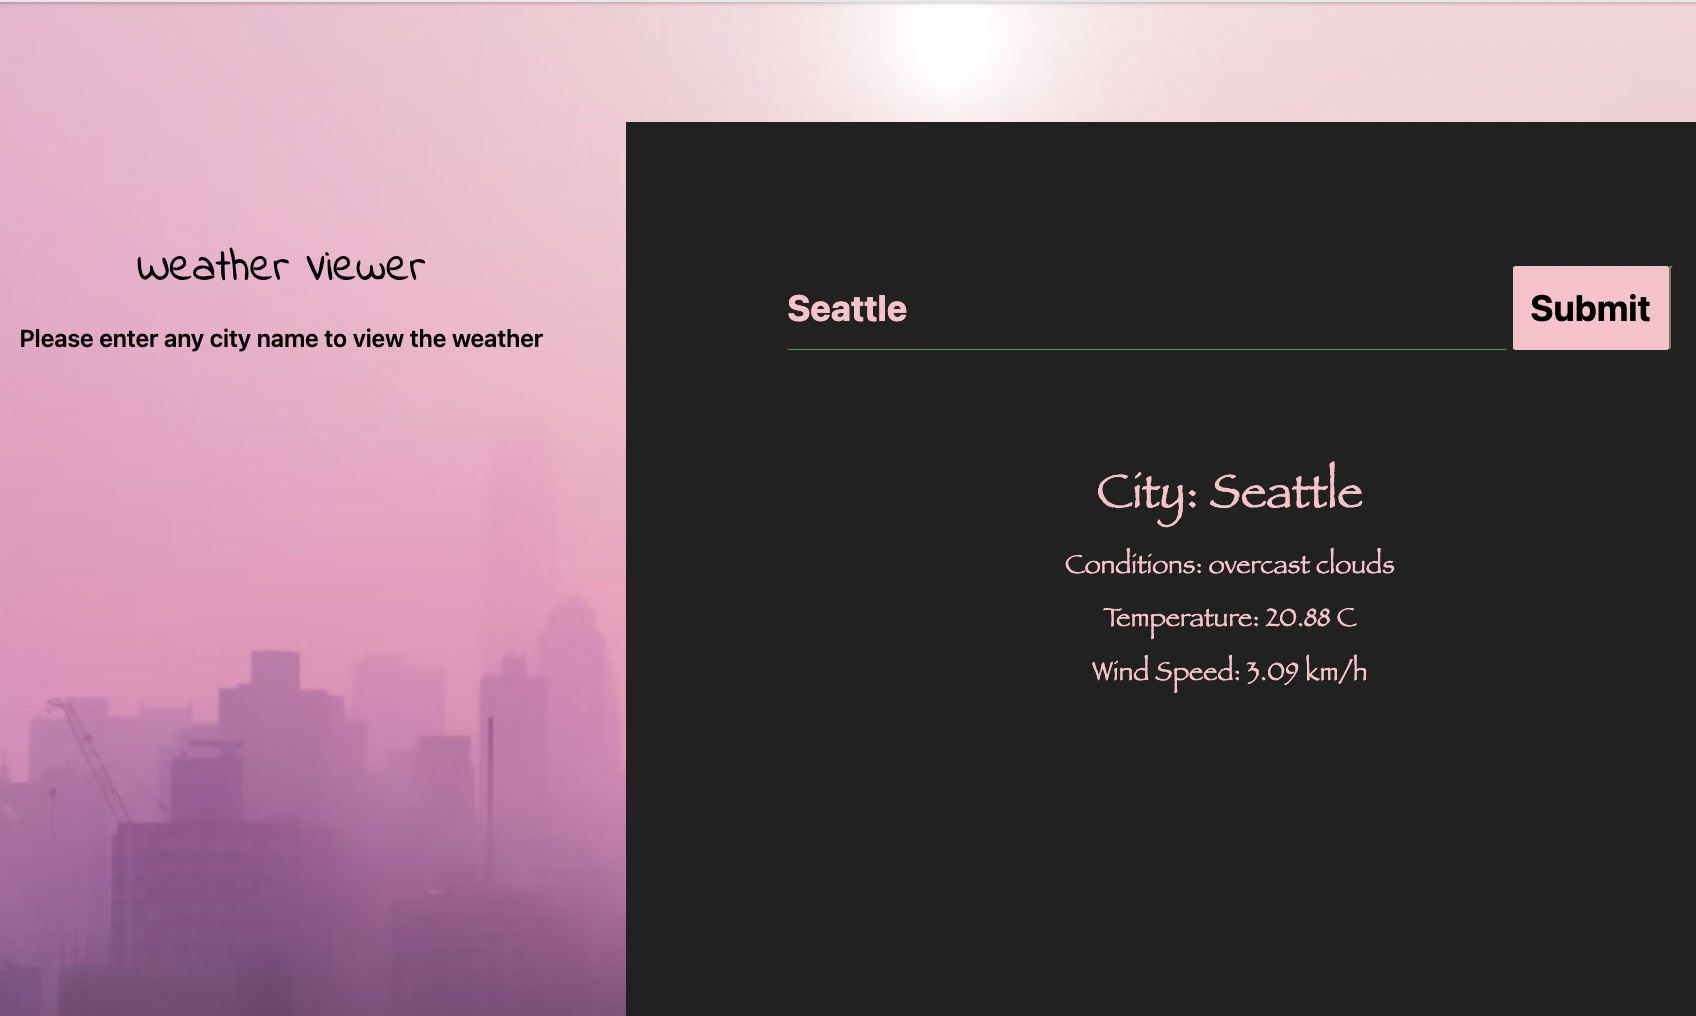 Weather Viewer
Please enter any city name to view the weather
Seattle
Submit
City: Seattle
Conditions: overcast clouds
Temperature: 20.88 C
Wind Speed: 3.09 km/h